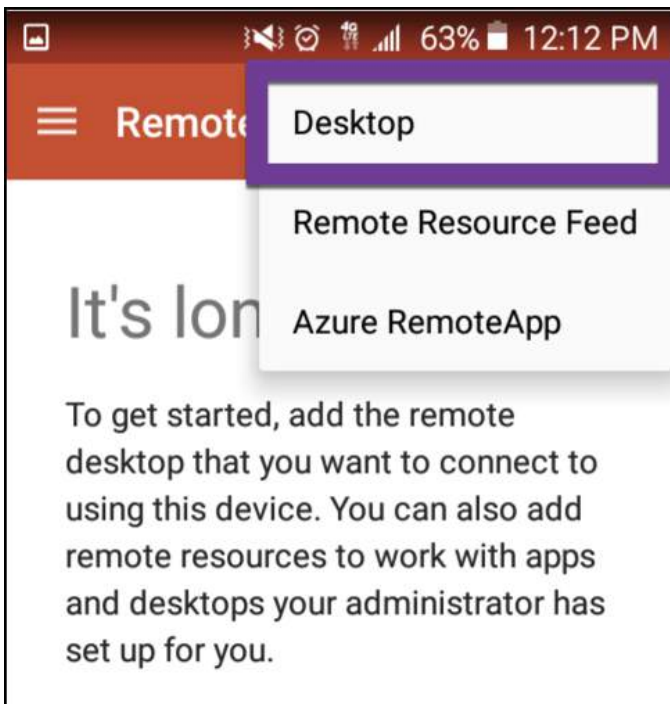 4G LTE 63% 12:12 PM
Remote
Desktop
Remote Resource Feed
Azure RemoteApp
It's lon
To get started, add the remote
desktop that you want to connect to
using this device. You can also add
remote resources to work with apps
and desktops your administrator has
set up for you.